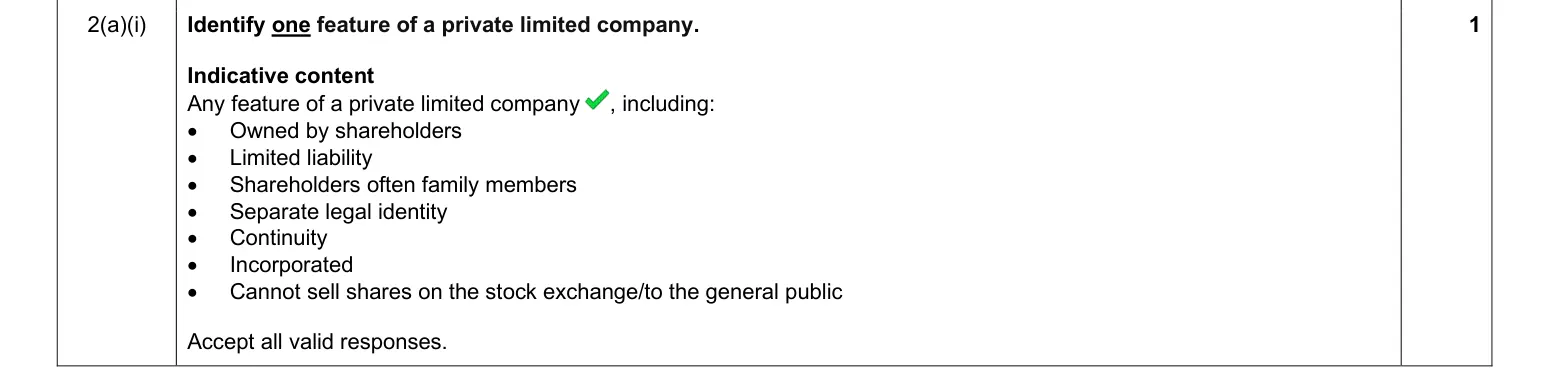 2(a)(i) Identify one feature of a private limited company. 1
Indicative content
Any feature of a private limited company ✓, including:
• Owned by shareholders
• Limited liability
• Shareholders often family members
• Separate legal identity
• Continuity
• Incorporated
• Cannot sell shares on the stock exchange/to the general public
Accept all valid responses.